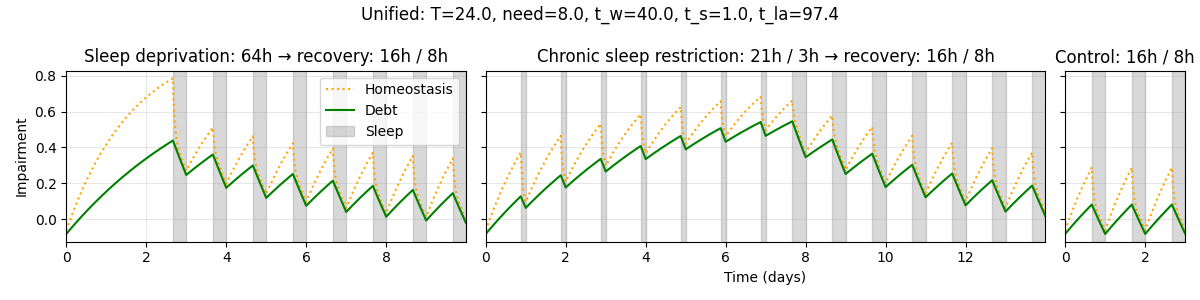 Unified: T=24.0, need=8.0, t_w=40.0, t_s=1.0, t_la=97.4
Sleep deprivation: 64h → recovery: 16h / 8h
Chronic sleep restriction: 21h / 3h → recovery: 16h / 8h
Control: 16h / 8h
Homeostasis
Debt
Sleep
Impairment
0.8
0.6
0.4
0.2
0.0
0 2 4 6 8
0 2 4 6 8 10 12
0 2
Time (days)